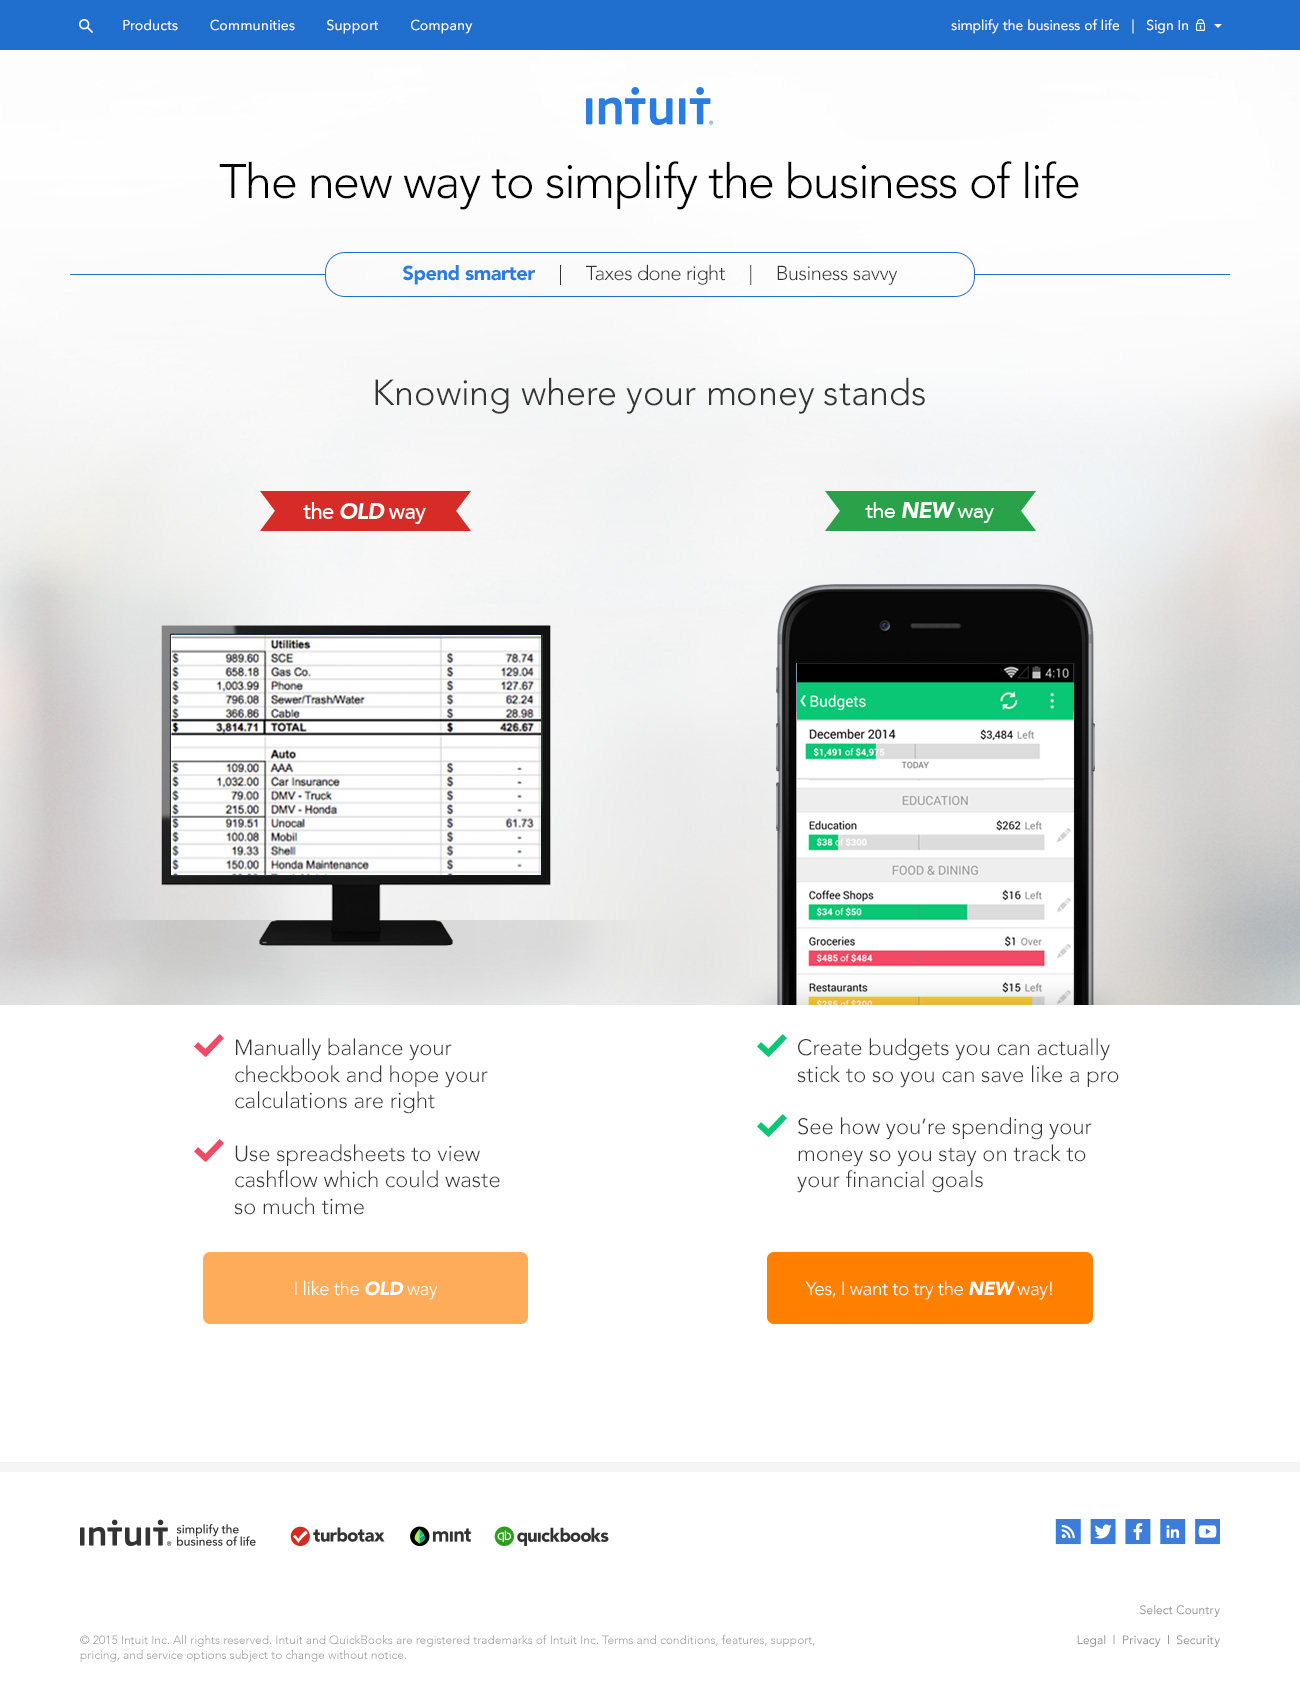 Products Communities Support Company simplify the business of life | Sign In
intuit®
The new way to simplify the business of life
Spend smarter | Taxes done right | Business savvy
Knowing where your money stands
the OLD way
the NEW way
Utilities
$ 989.60 SCE $ 78.74
$ 658.18 Gas Co. $ 129.04
$ 1,003.99 Phone $ 127.67
$ 796.08 Sewer/Trash/Water $ 62.24
$ 366.86 Cable $ 28.98
$ 3,814.71 TOTAL $ 426.67
Auto
$ 109.00 AAA $ -
$ 1,032.00 Car Insurance $ -
$ 79.00 DMV - Truck $ -
$ 215.00 DMV - Honda $ -
$ 919.51 Unocal $ 61.73
$ 100.08 Mobil $ -
$ 19.33 Shell $ -
$ 150.00 Honda Maintenance $ -
4:10
Budgets
December 2014 $3,484 Left
$1,491 of $4,975
TODAY
EDUCATION
Education $262 Left
$38 of $300
FOOD & DINING
Coffee Shops $16 Left
$34 of $50
Groceries $1 Over
$485 of $484
Restaurants $15 Left
$285 of $300
Manually balance your
checkbook and hope your
calculations are right
Use spreadsheets to view
cashflow which could waste
so much time
I like the OLD way
Create budgets you can actually
stick to so you can save like a pro
See how you’re spending your
money so you stay on track to
your financial goals
Yes, I want to try the NEW way!
intuit® simplify the
business of life
turbotax mint qb quickbooks
Select Country
© 2015 Intuit Inc. All rights reserved. Intuit and QuickBooks are registered trademarks of Intuit Inc. Terms and conditions, features, support,
pricing, and service options subject to change without notice.
Legal | Privacy | Security